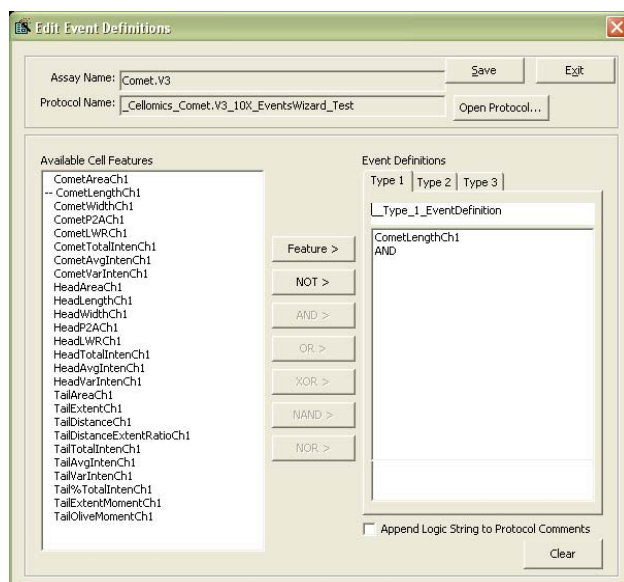 Edit Event Definitions
Assay Name: Comet.V3
Save
Exit
Protocol Name: _Cellomics_Comet.V3_10X_EventsWizard_Test
Open Protocol...
Available Cell Features
CometAreaCh1
-- CometLengthCh1
CometWidthCh1
CometP2ACh1
CometLWRCh1
CometTotalIntenCh1
CometAvgIntenCh1
CometVarIntenCh1
HeadAreaCh1
HeadLengthCh1
HeadWidthCh1
HeadP2ACh1
HeadLWRCh1
HeadTotalIntenCh1
HeadAvgIntenCh1
HeadVarIntenCh1
TailAreaCh1
TailExtentCh1
TailDistanceCh1
TailDistanceExtentRatioCh1
TailTotalIntenCh1
TailAvgIntenCh1
TailVarIntenCh1
Tail%TotalIntenCh1
TailExtentMomentCh1
TailOliveMomentCh1
Feature >
NOT >
AND >
OR >
XOR >
NAND >
NOR >
Event Definitions
Type 1 Type 2 Type 3
__Type_1_EventDefinition
CometLengthCh1
AND
Append Logic String to Protocol Comments
Clear